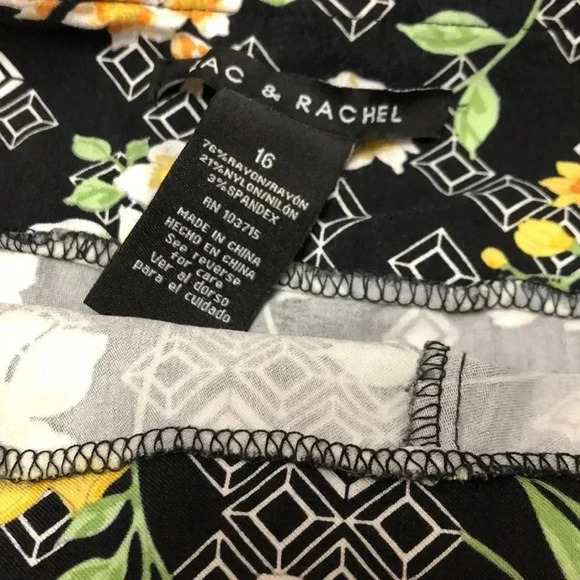 AC & RACHEL
16
76%RAYON/RAYÓN
21%NYLON/NILÓN
3%SPANDEX
RN 103715
MADE IN CHINA
HECHO EN CHINA
See reverse
for care
Ver al dorso
para el cuidado